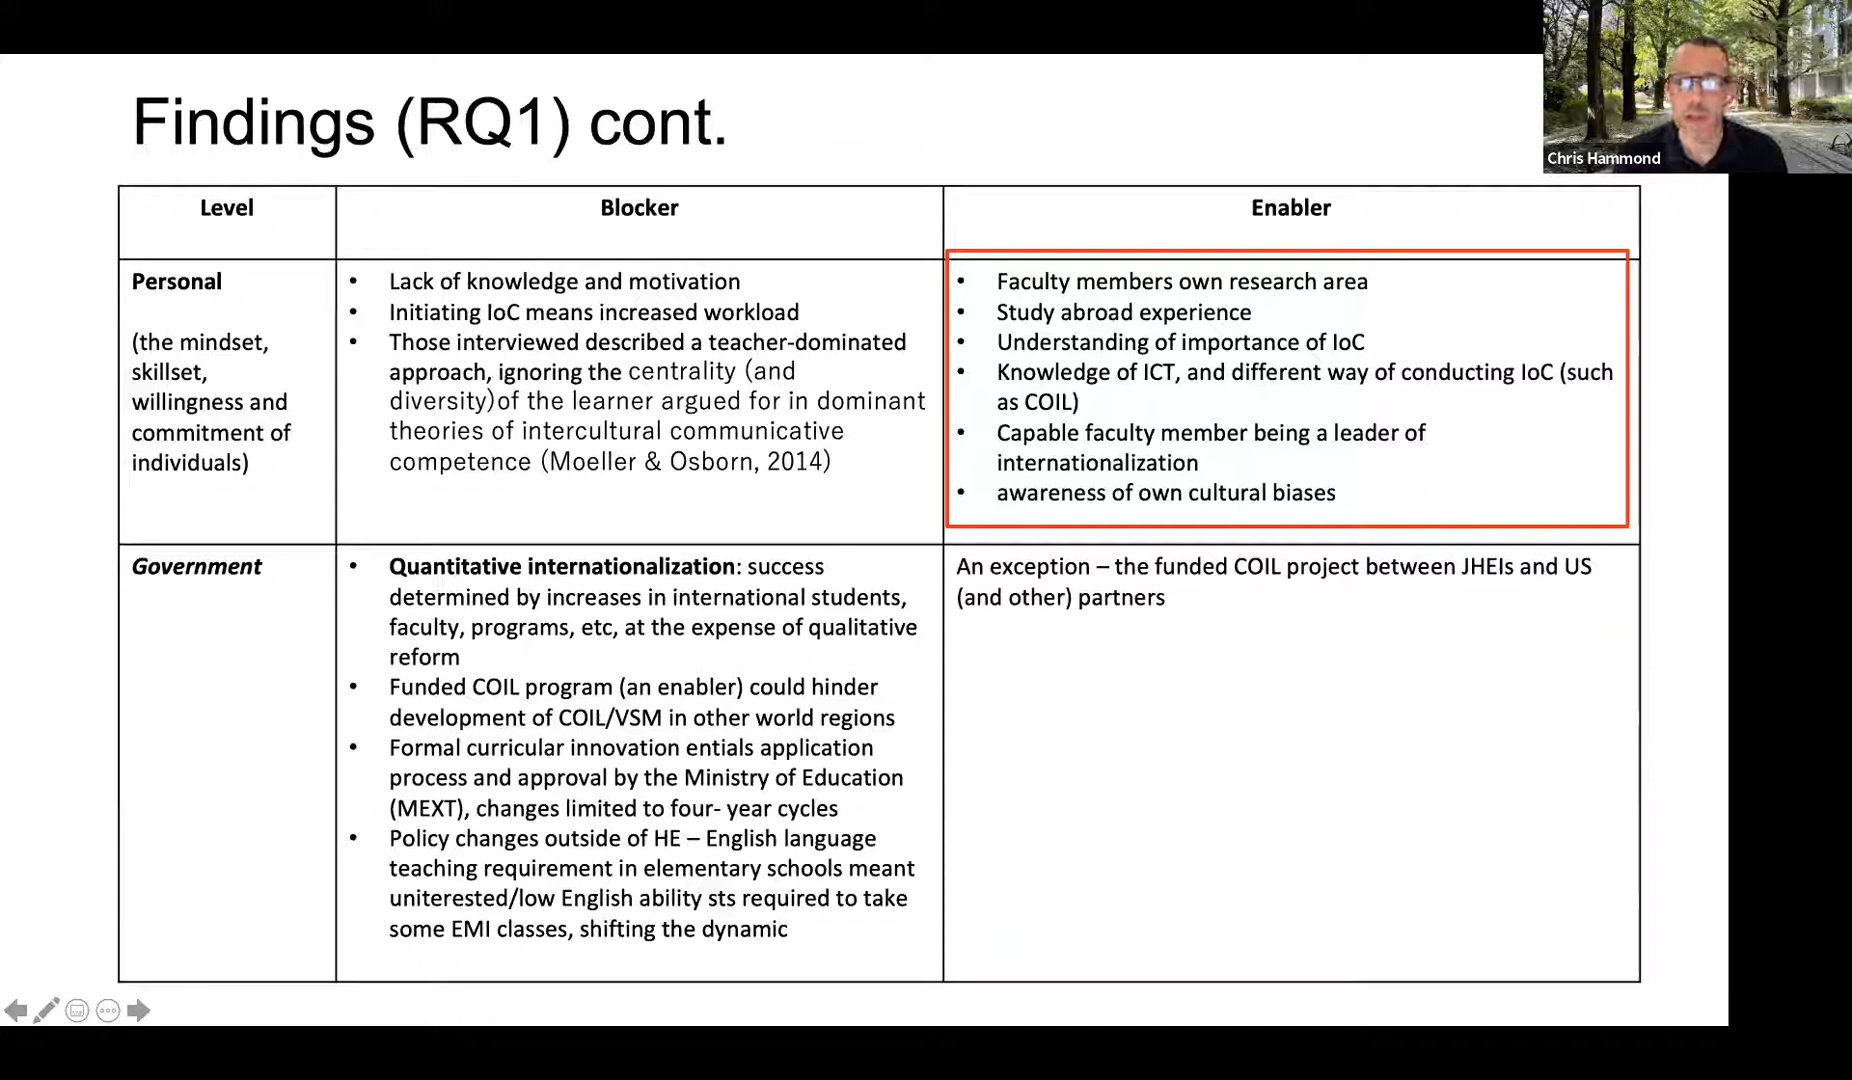 Findings (RQ1) cont.
Chris Hammond
Level
Blocker
Enabler
Personal
(the mindset,
skillset,
willingness and
commitment of
individuals)
• Lack of knowledge and motivation
• Initiating IoC means increased workload
• Those interviewed described a teacher-dominated
approach, ignoring the centrality (and
diversity)of the learner argued for in dominant
theories of intercultural communicative
competence (Moeller & Osborn, 2014)
• Faculty members own research area
• Study abroad experience
• Understanding of importance of IoC
• Knowledge of ICT, and different way of conducting IoC (such
as COIL)
• Capable faculty member being a leader of
internationalization
• awareness of own cultural biases
Government
• Quantitative internationalization: success
determined by increases in international students,
faculty, programs, etc, at the expense of qualitative
reform
• Funded COIL program (an enabler) could hinder
development of COIL/VSM in other world regions
• Formal curricular innovation entials application
process and approval by the Ministry of Education
(MEXT), changes limited to four- year cycles
• Policy changes outside of HE – English language
teaching requirement in elementary schools meant
uniterested/low English ability sts required to take
some EMI classes, shifting the dynamic
An exception – the funded COIL project between JHEIs and US
(and other) partners